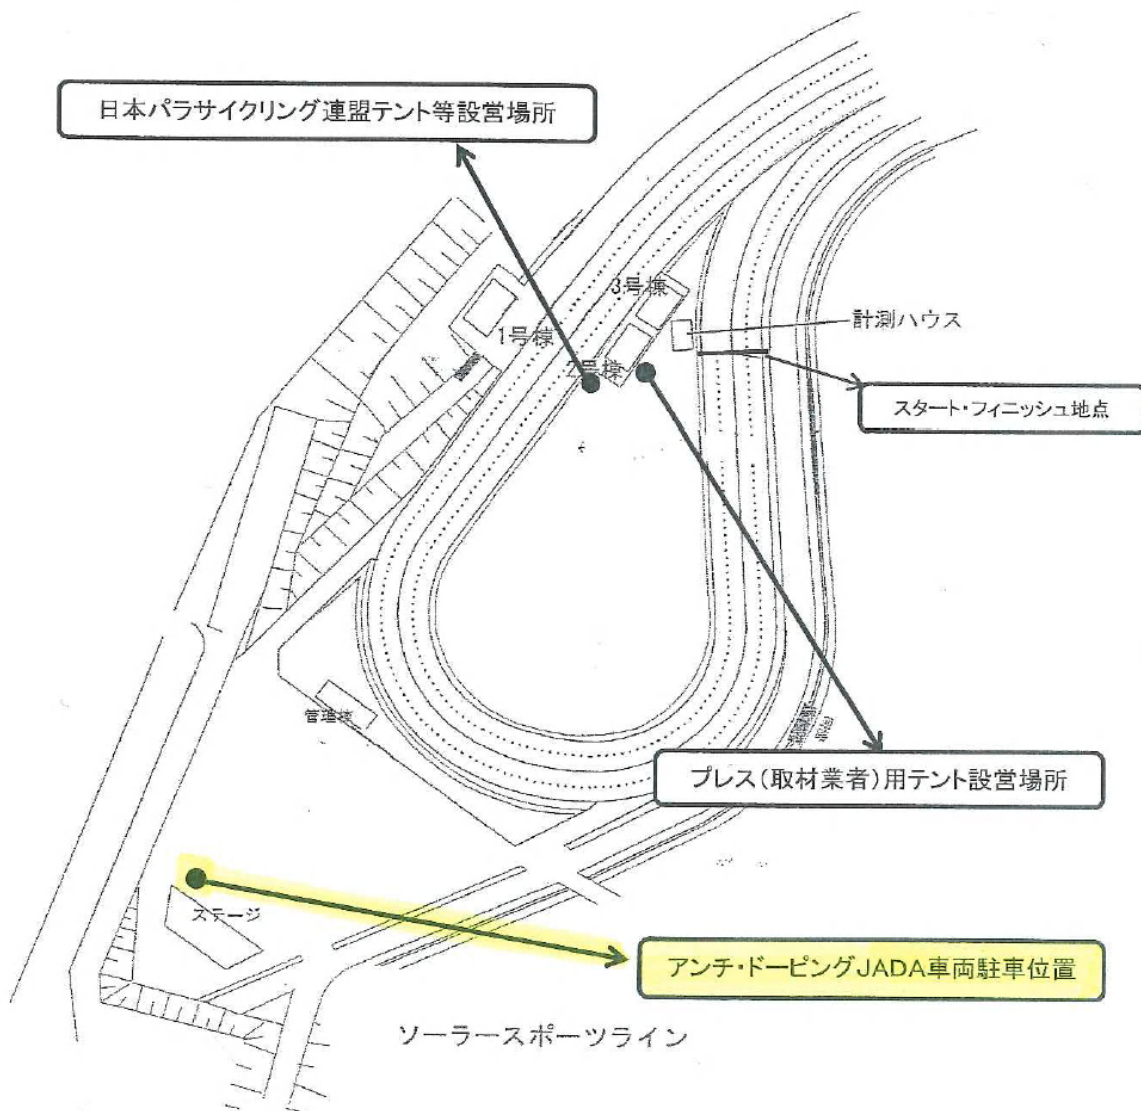 日本パラサイクリング連盟テント等設営場所
3号棟
計測ハウス
1号棟
2号棟
スタート・フィニッシュ地点
管理棟
プレス(取材業者)用テント設営場所
ステージ
アンチ・ドーピングJADA車両駐車位置
ソーラースポーツライン